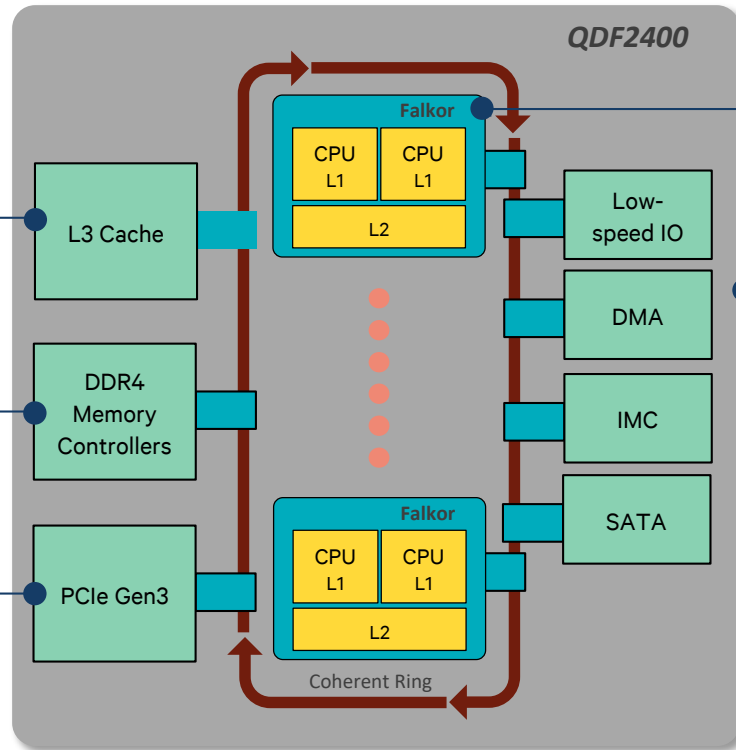 QDF2400
Falkor
CPU
L1
CPU
L1
L2
L3 Cache
Low-
speed IO
DMA
DDR4
Memory
Controllers
IMC
Falkor
CPU
L1
CPU
L1
L2
SATA
PCIe Gen3
Coherent Ring